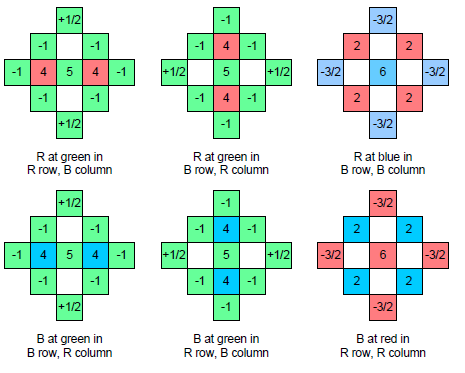 +1/2 -1 -3/2
-1 -1 -1 4 -1 2 2
-1 4 5 4 -1 +1/2 5 +1/2 -3/2 6 -3/2
-1 -1 -1 4 -1 2 2
+1/2 -1 -3/2
R at green in R at green in R at blue in
R row, B column B row, R column B row, B column
+1/2 -1 -3/2
-1 -1 -1 4 -1 2 2
-1 4 5 4 -1 +1/2 5 +1/2 -3/2 6 -3/2
-1 -1 -1 4 -1 2 2
+1/2 -1 -3/2
B at green in B at green in B at red in
B row, R column R row, B column R row, R column